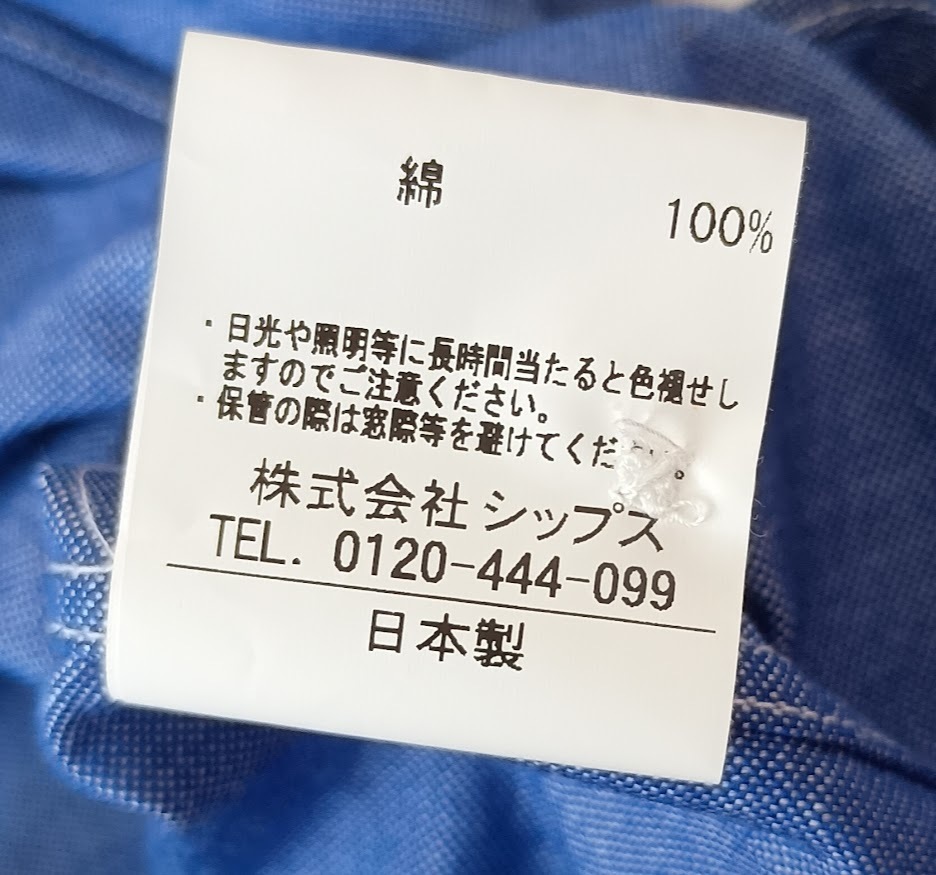 綿
100%
・日光や照明等に長時間当たると色褪せし
ますのでご注意ください。
・保管の際は窓際等を避けてくだ
株式会社 シップス
TEL. 0120-444-099
日本製